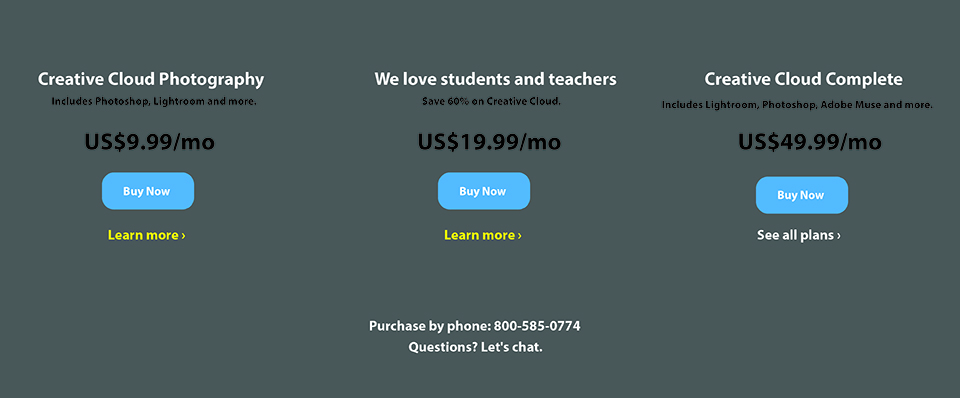 Creative Cloud Photography
Includes Photoshop, Lightroom and more.
US$9.99/mo
Buy Now
Learn more ›
We love students and teachers
Save 60% on Creative Cloud.
US$19.99/mo
Buy Now
Learn more ›
Creative Cloud Complete
Includes Lightroom, Photoshop, Adobe Muse and more.
US$49.99/mo
Buy Now
See all plans ›
Purchase by phone: 800-585-0774
Questions? Let's chat.